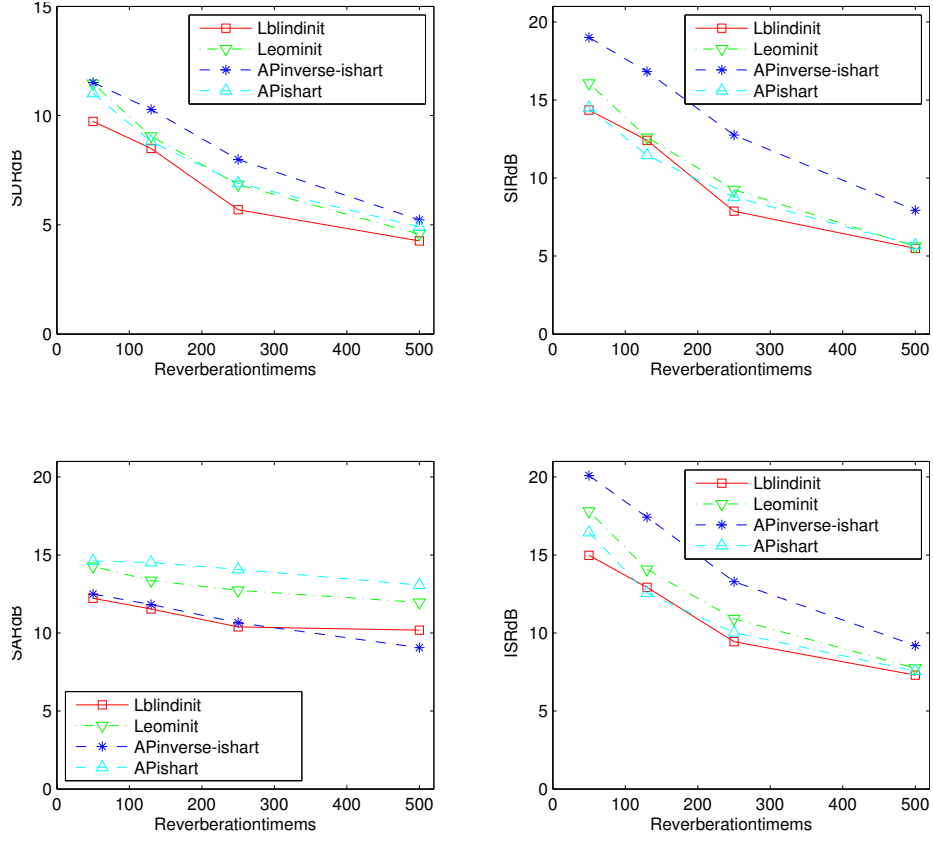 15
10
5
0
SDRdB
0 100 200 300 400 500
Reverberationtimems
Lblindinit
Leominit
APinverse-ishart
APishart
20
15
10
5
0
SIRdB
0 100 200 300 400 500
Reverberationtimems
Lblindinit
Leominit
APinverse-ishart
APishart
20
15
10
5
0
SARdB
0 100 200 300 400 500
Reverberationtimems
Lblindinit
Leominit
APinverse-ishart
APishart
20
15
10
5
0
ISRdB
0 100 200 300 400 500
Reverberationtimems
Lblindinit
Leominit
APinverse-ishart
APishart